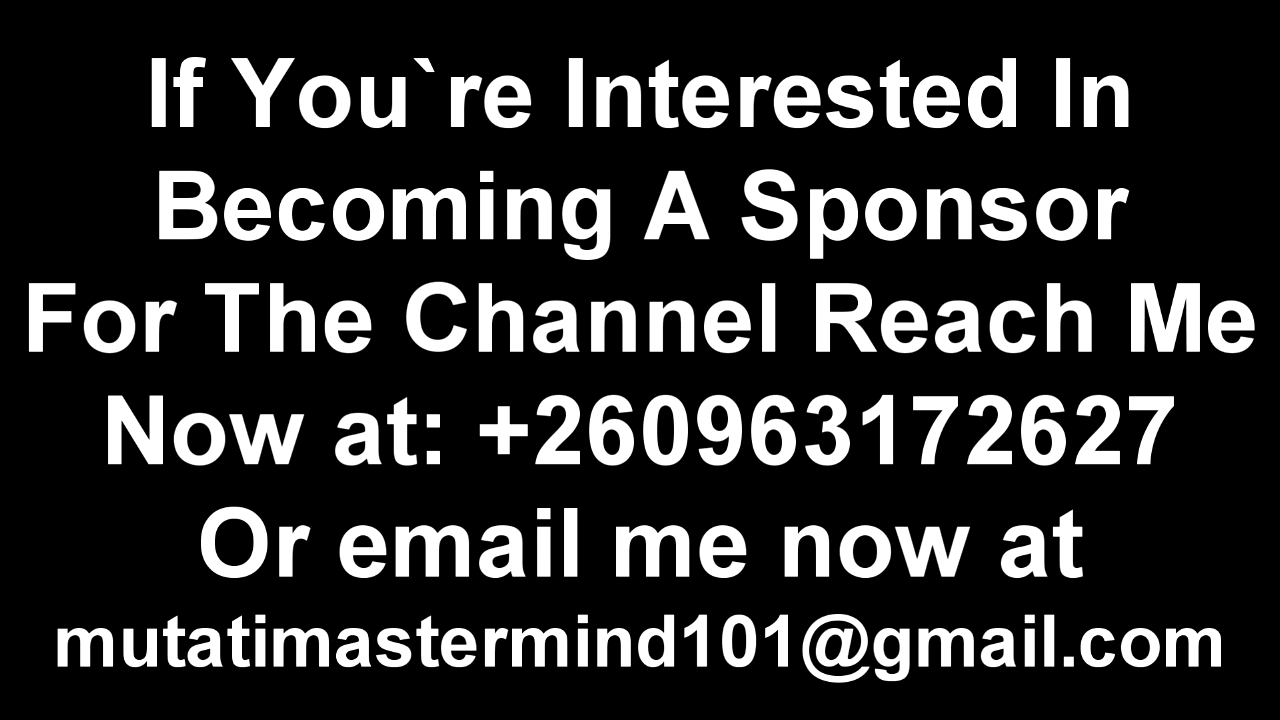 If You`re Interested In
Becoming A Sponsor
For The Channel Reach Me
Now at: +260963172627
Or email me now at
mutatimastermind101@gmail.com